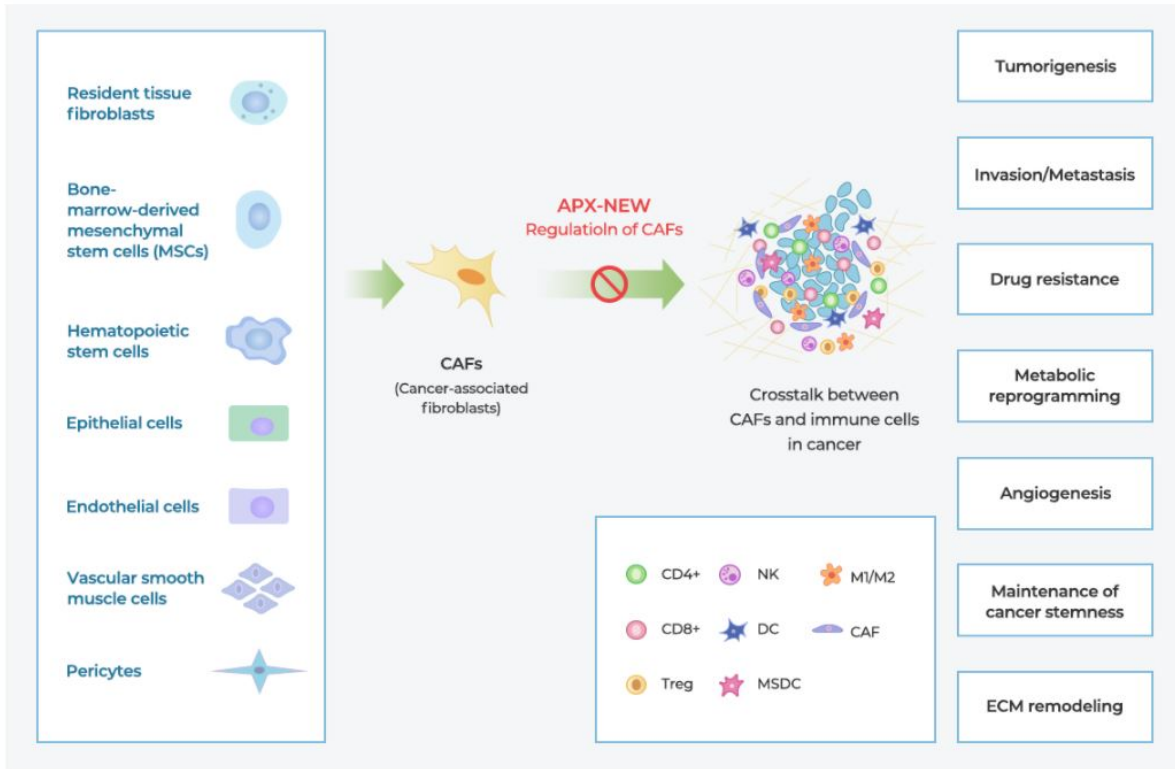 Resident tissue
fibroblasts
Bone-
marrow-derived
mesenchymal
stem cells (MSCs)
Hematopoietic
stem cells
Epithelial cells
Endothelial cells
Vascular smooth
muscle cells
Pericytes
CAFs
(Cancer-associated
fibroblasts)
APX-NEW
Regulatioln of CAFs
Crosstalk between
CAFs and immune cells
in cancer
CD4+
NK
M1/M2
CD8+
DC
CAF
Treg
MSDC
Tumorigenesis
Invasion/Metastasis
Drug resistance
Metabolic
reprogramming
Angiogenesis
Maintenance of
cancer stemness
ECM remodeling